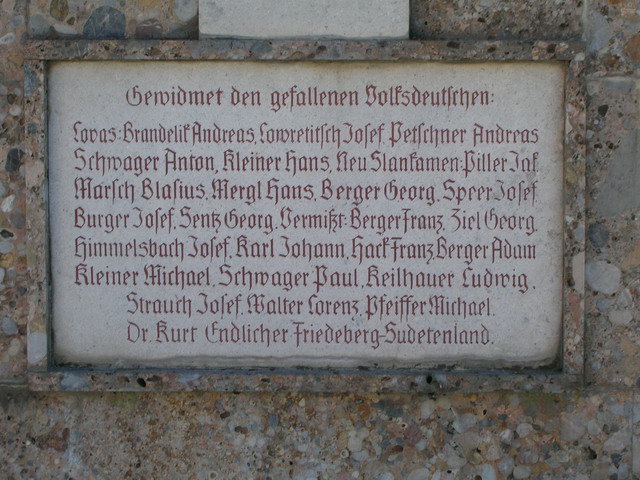 Gewidmet den gefallenen Volksdeutschen:
Lovas: Brandelik Andreas, Lowretitsch Josef, Petschner Andreas
Schwager Anton, Kleiner Hans, Neu Slankamen: Piller Jak
Marsch Blasius, Mergl Hans, Berger Georg, Speer Josef
Burger Josef, Sentz Georg, Vermißt: Berger Franz, Ziel Georg,
Himmelsbach Josef, Karl Johann, Hack Franz, Berger Adam
Kleiner Michael, Schwager Paul, Keilhauer Ludwig,
Strauch Josef, Walter Lorenz, Pfeiffer Michael.
Dr. Kurt Endlicher-Friedeberg-Sudetenland.